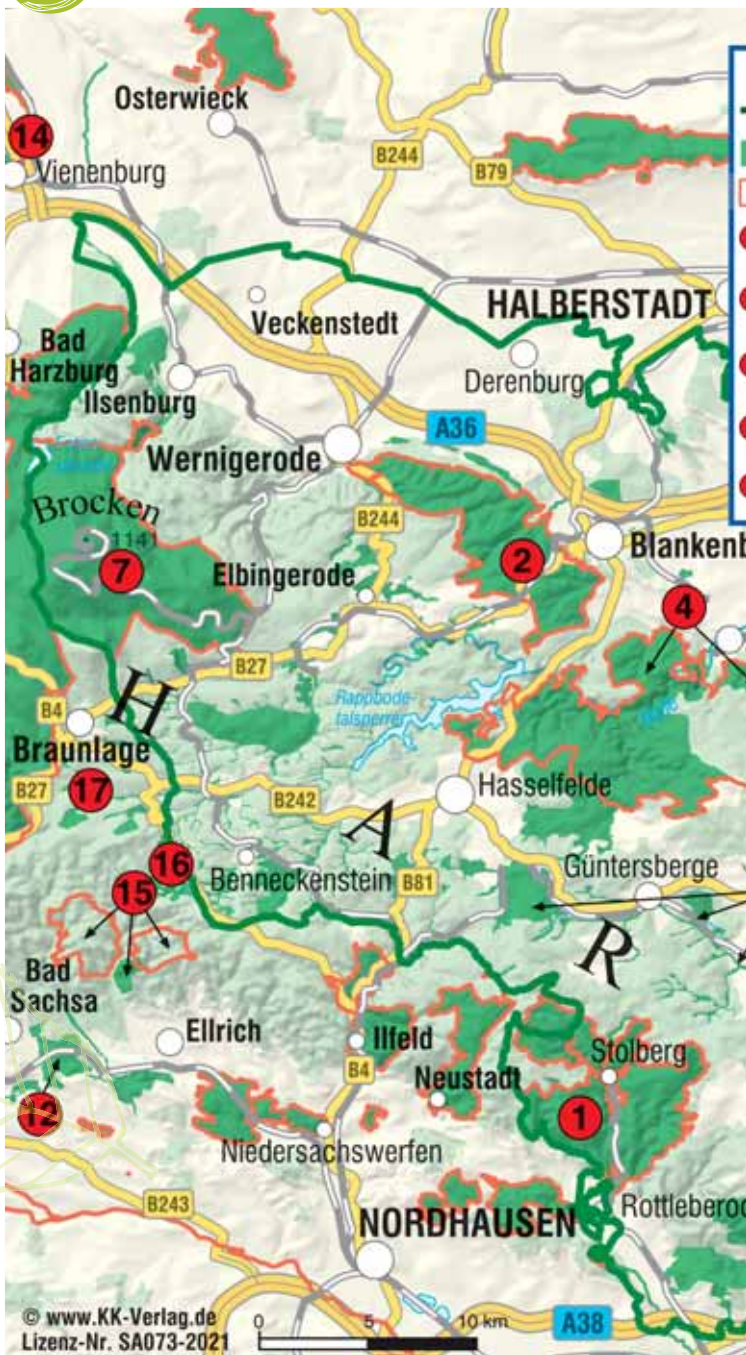 Osterwieck
14
B244
Vienenburg
B79
HALBERSTADT
Veckenstedt
Bad
Harzburg
Derenburg
Ilsenburg
A36
Wernigerode
Brocken
B244
1141
7
2
Blankenb
Elbingerode
4
B27
H
Rappbode-
talsperre
B4
Braunlage
17
B27
Hasselfelde
B242
A
16
Güntersberge
15
Benneckenstein
B81
R
Bad
Sachsa
Ellrich
Ilfeld
Stolberg
B4
Neustadt
12
1
Niedersachswerfen
B243
Rottlebero
NORDHAUSEN
© www.KK-Verlag.de
Lizenz-Nr. SA073-2021
0 5 10 km
A38